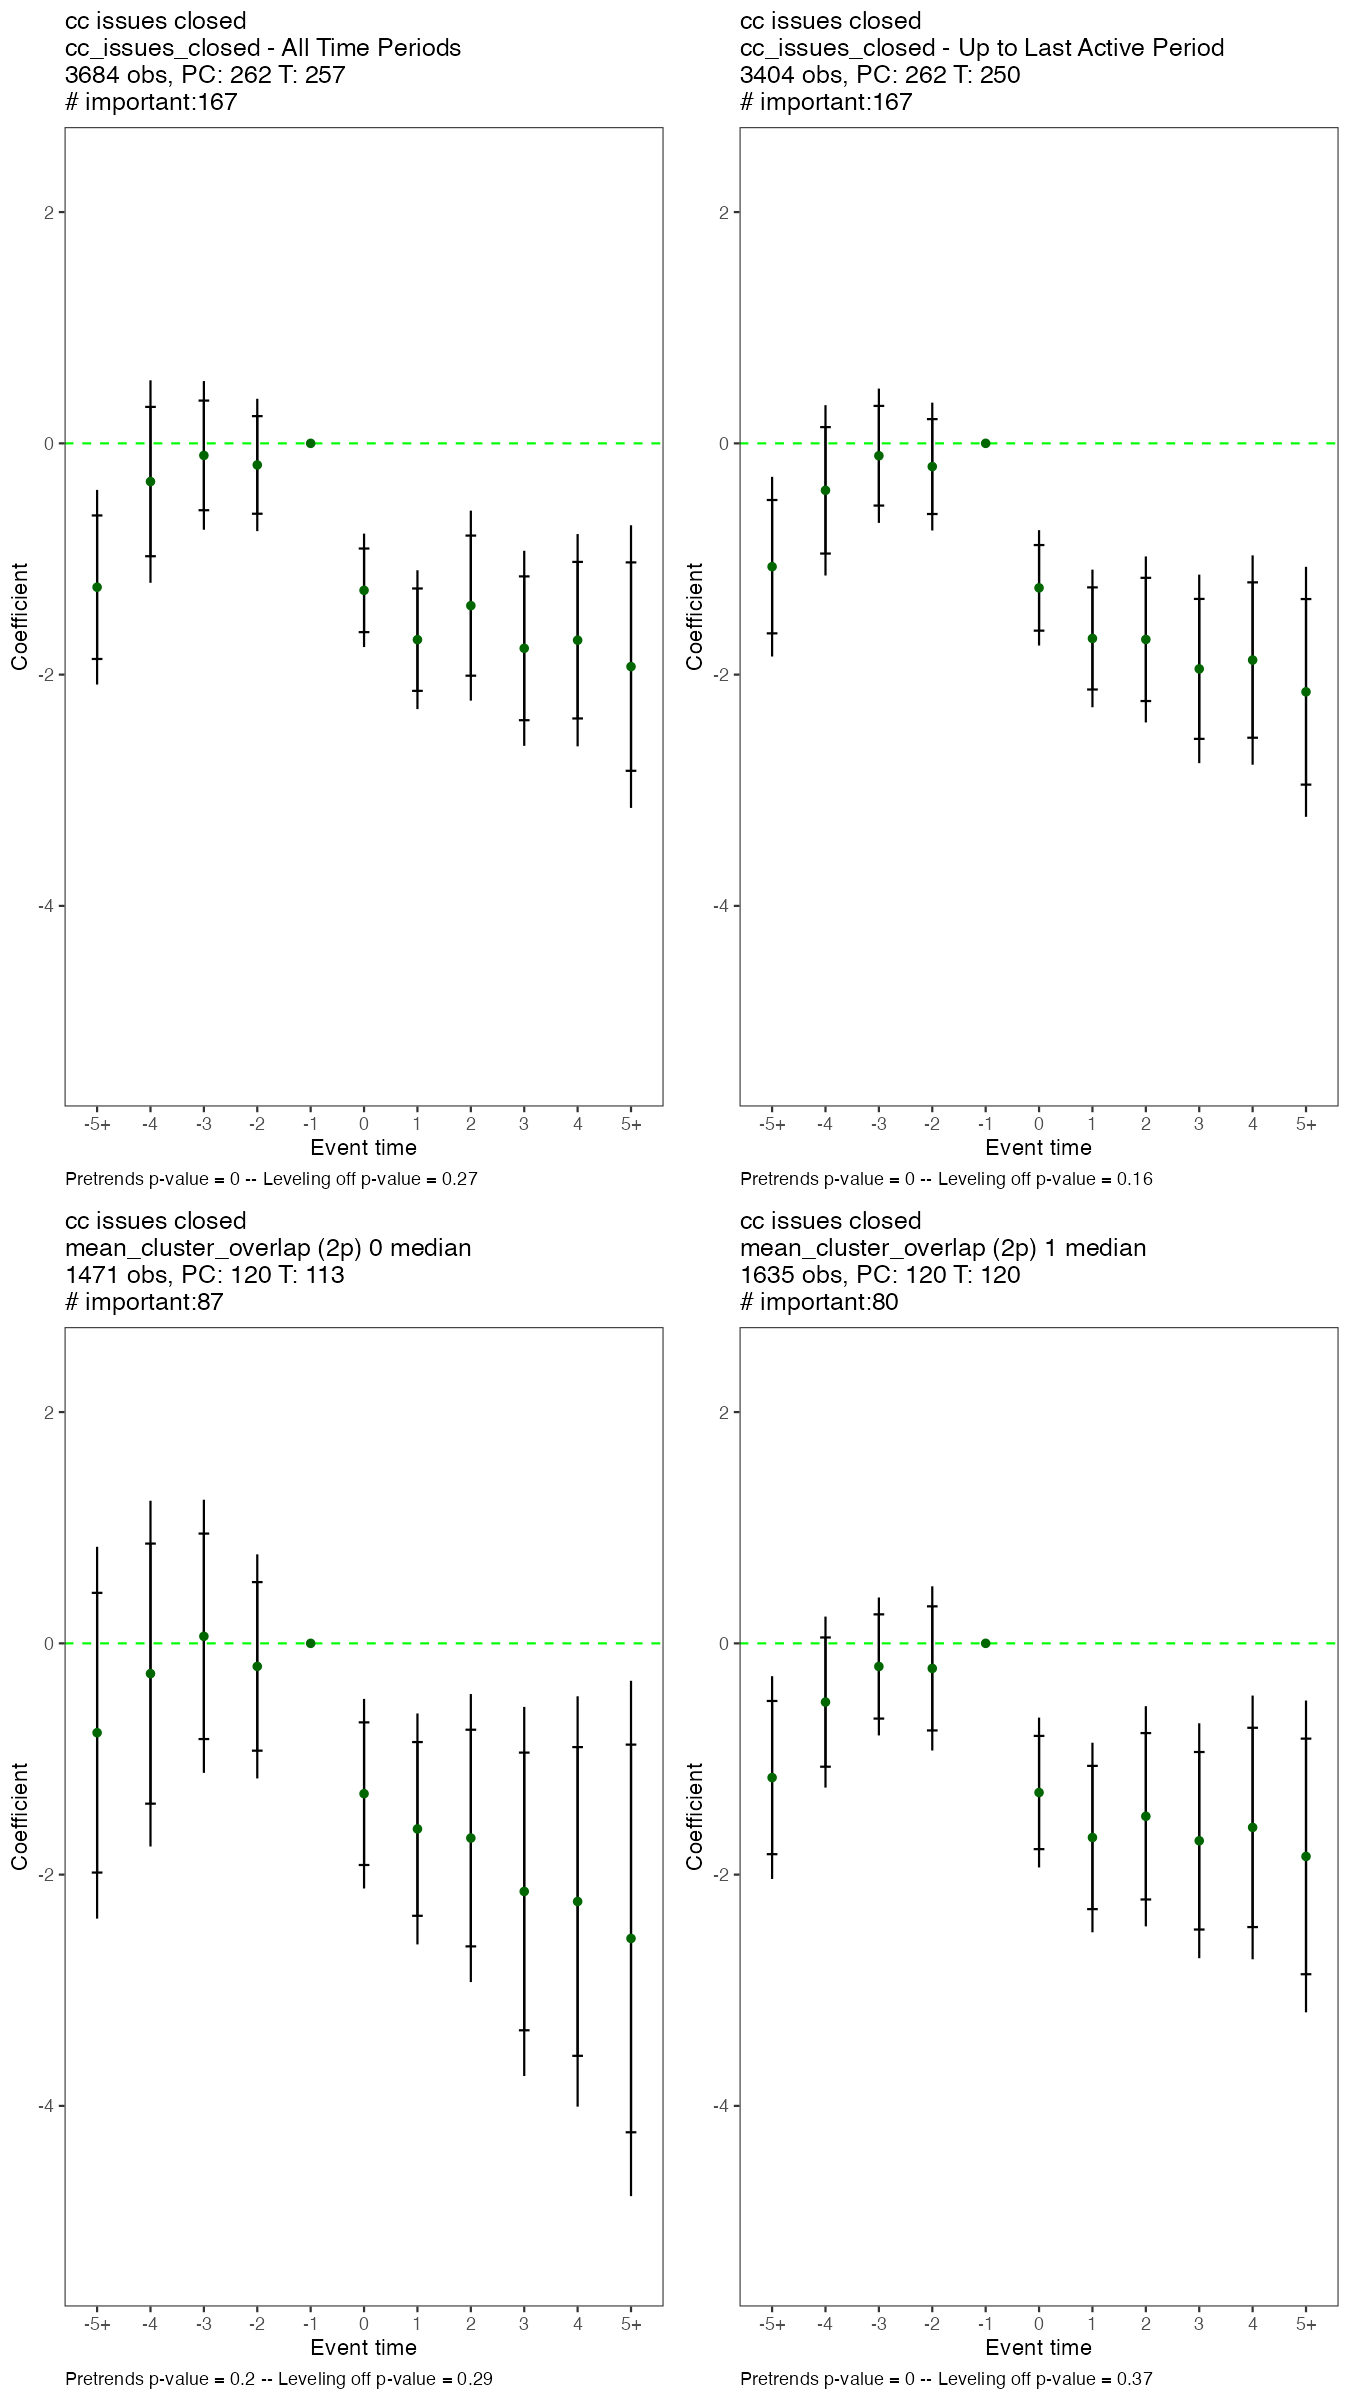 cc issues closed
cc_issues_closed - All Time Periods
3684 obs, PC: 262 T: 257
# important:167
2
0
-2
-4
Coefficient
-5+ -4 -3 -2 -1 0 1 2 3 4 5+
Event time
Pretrends p-value = 0 -- Leveling off p-value = 0.27
cc issues closed
cc_issues_closed - Up to Last Active Period
3404 obs, PC: 262 T: 250
# important:167
2
0
-2
-4
Coefficient
-5+ -4 -3 -2 -1 0 1 2 3 4 5+
Event time
Pretrends p-value = 0 -- Leveling off p-value = 0.16
cc issues closed
mean_cluster_overlap (2p) 0 median
1471 obs, PC: 120 T: 113
# important:87
2
0
-2
-4
Coefficient
-5+ -4 -3 -2 -1 0 1 2 3 4 5+
Event time
Pretrends p-value = 0.2 -- Leveling off p-value = 0.29
cc issues closed
mean_cluster_overlap (2p) 1 median
1635 obs, PC: 120 T: 120
# important:80
2
0
-2
-4
Coefficient
-5+ -4 -3 -2 -1 0 1 2 3 4 5+
Event time
Pretrends p-value = 0 -- Leveling off p-value = 0.37